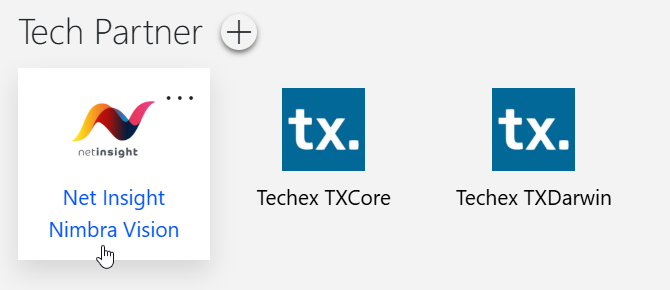 Tech Partner
netinsight
Net Insight
Nimbra Vision
tx.
Techex TXCore
tx.
Techex TXDarwin